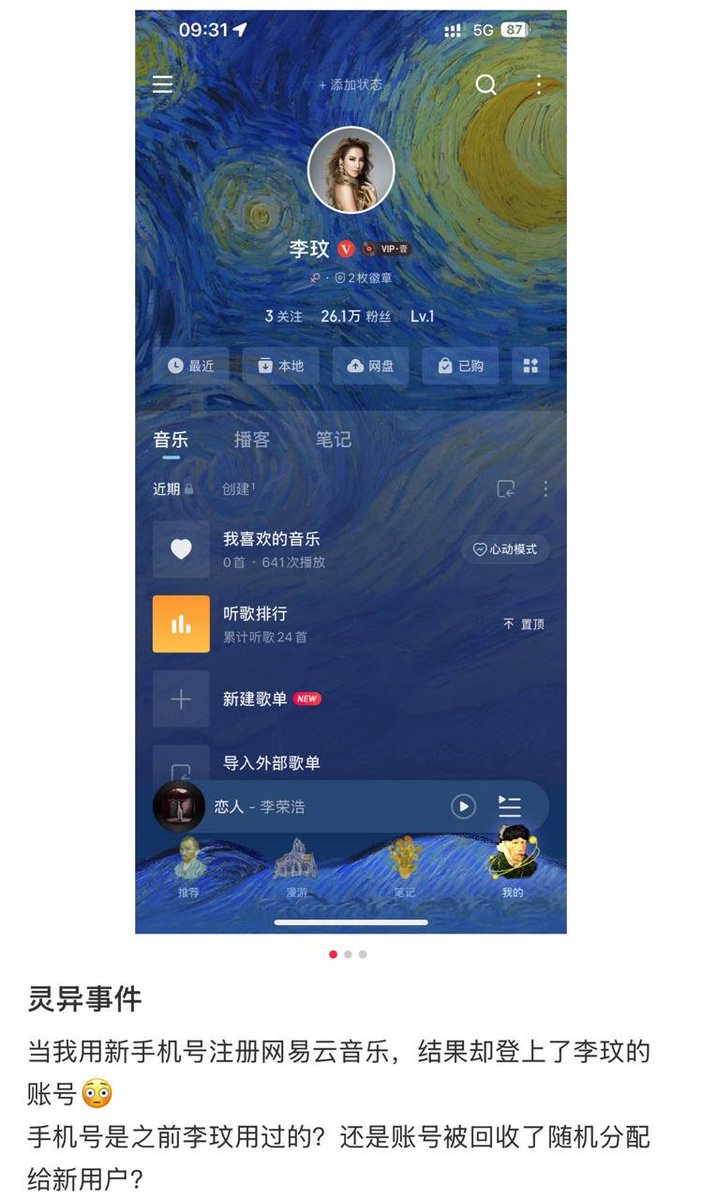 09:31 5G 87
+ 添加状态
李玟 V VIP·壹
2枚徽章
3 关注 26.1万 粉丝 Lv.1
最近 本地 网盘 已购
音乐 播客 笔记
近期 创建1
我喜欢的音乐
0首 · 641次播放
心动模式
听歌排行
累计听歌24首
置顶
新建歌单 NEW
导入外部歌单
恋人 - 李荣浩
推荐 漫游 笔记 我的
灵异事件
当我用新手机号注册网易云音乐，结果却登上了李玟的
账号😳
手机号是之前李玟用过的？还是账号被回收了随机分配
给新用户？